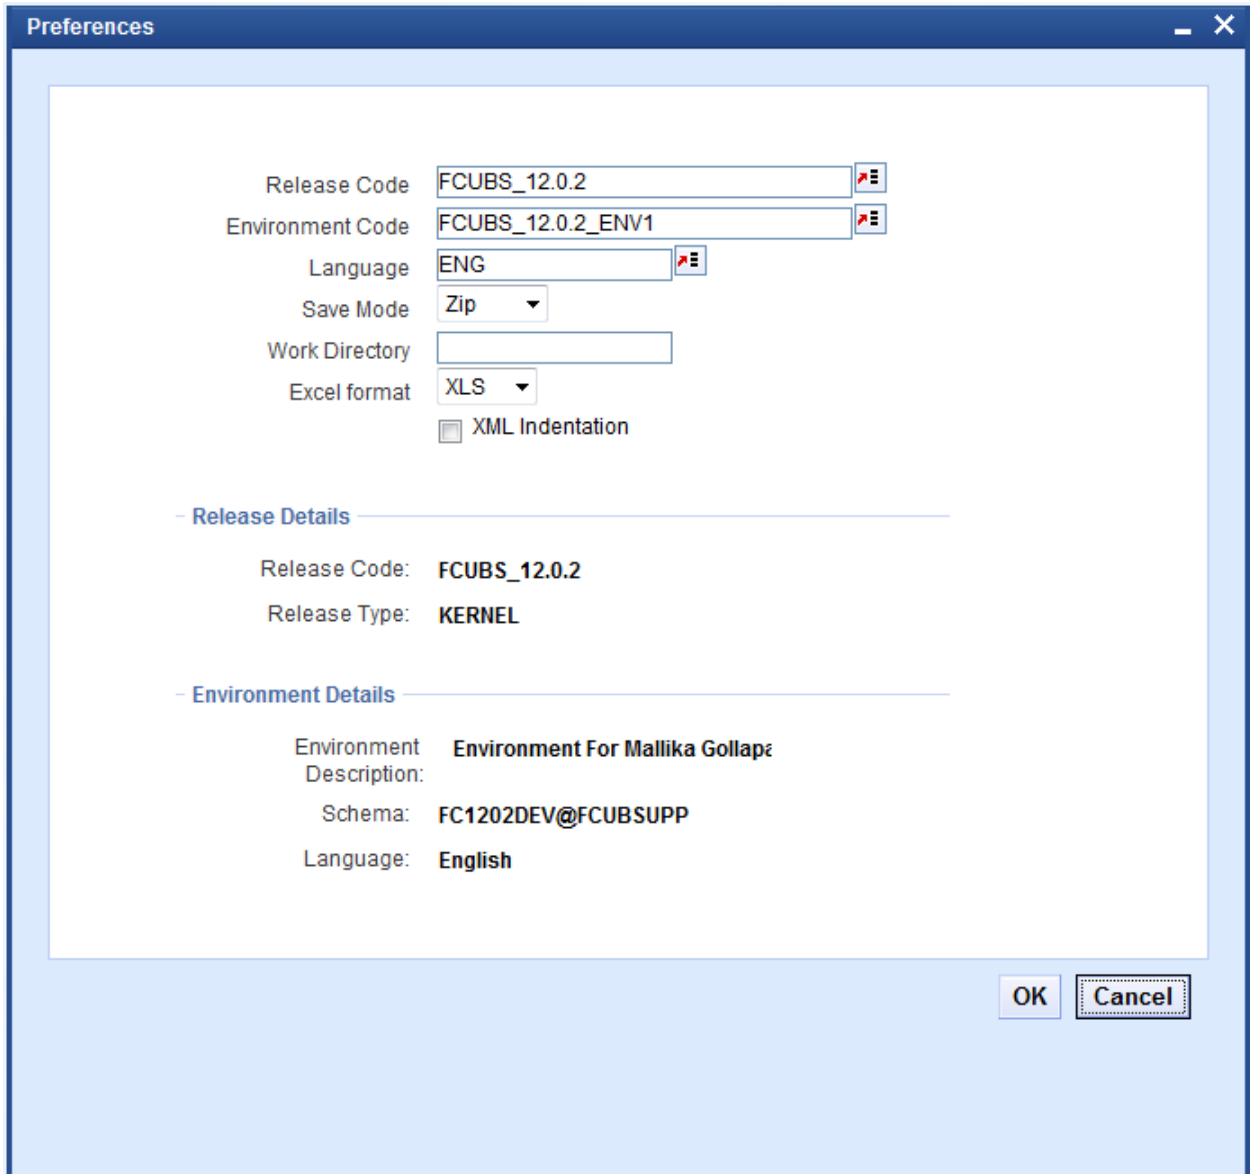 Preferences
Release Code FCUBS_12.0.2
Environment Code FCUBS_12.0.2_ENV1
Language ENG
Save Mode Zip
Work Directory
Excel format XLS
XML Indentation
Release Details
Release Code: FCUBS_12.0.2
Release Type: KERNEL
Environment Details
Environment Description: Environment For Mallika Gollapa
Schema: FC1202DEV@FCUBSUPP
Language: English
OK Cancel